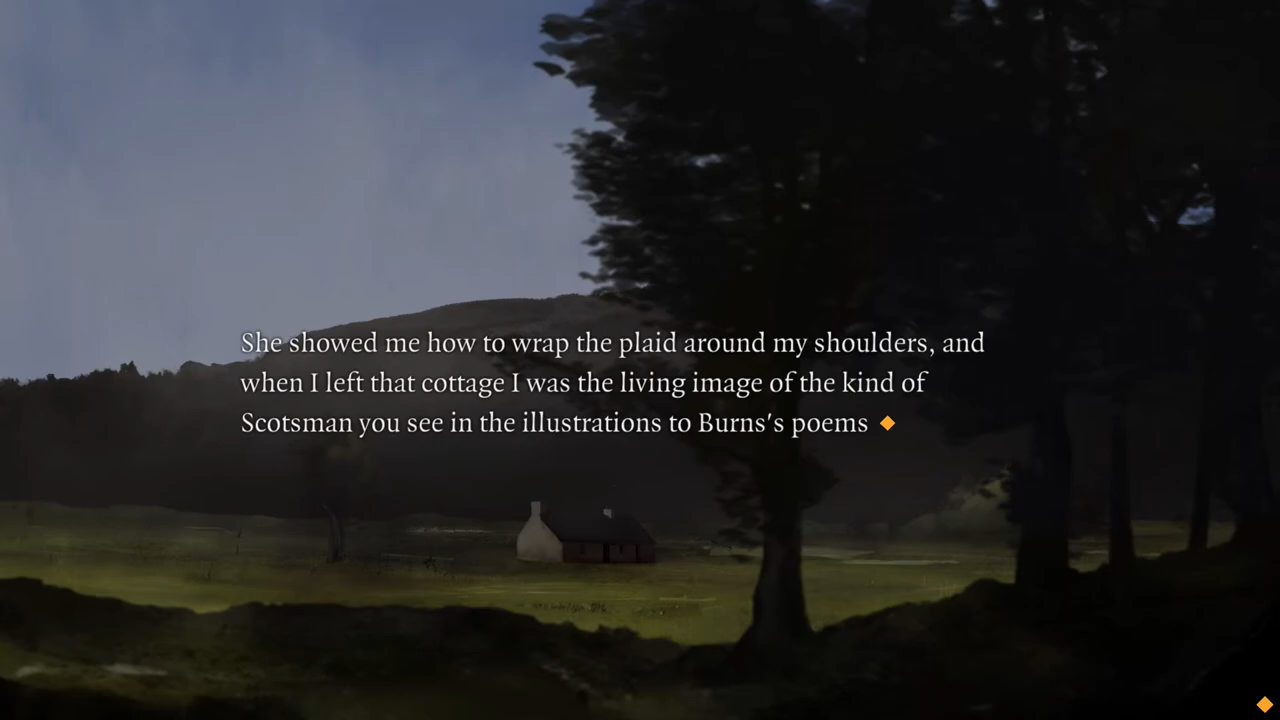 She showed me how to wrap the plaid around my shoulders, and
when I left that cottage I was the living image of the kind of
Scotsman you see in the illustrations to Burns's poems